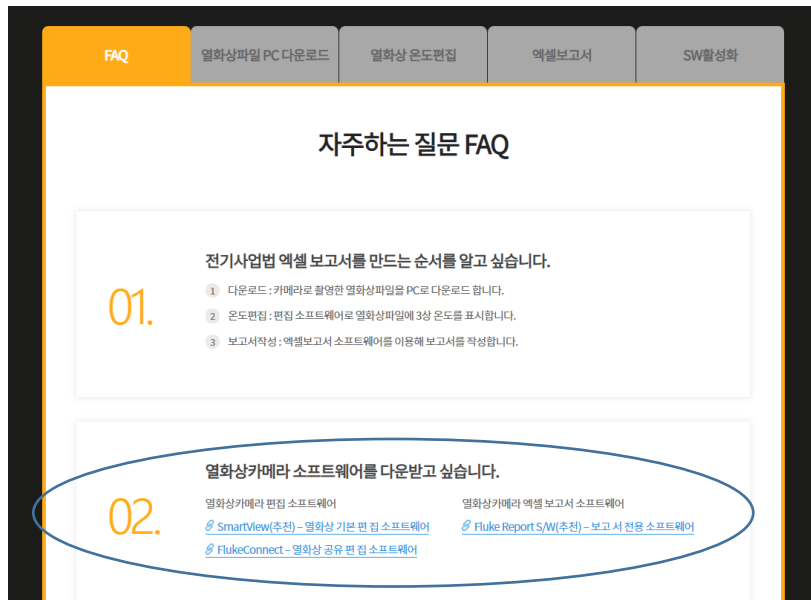 FAQ
열화상파일 PC 다운로드
열화상 온도편집
엑셀보고서
SW활성화
자주하는 질문 FAQ
01.
전기사업법 엑셀 보고서를 만드는 순서를 알고 싶습니다.
1 다운로드 : 카메라로 촬영한 열화상파일을 PC로 다운로드 합니다.
2 온도편집 : 편집 소프트웨어로 열화상파일에 3상 온도를 표시합니다.
3 보고서작성 : 엑셀보고서 소프트웨어를 이용해 보고서를 작성합니다.
02.
열화상카메라 소프트웨어를 다운받고 싶습니다.
열화상카메라 편집 소프트웨어
SmartView(추천) – 열화상 기본 편 집 소프트웨어
FlukeConnect – 열화상 공유 편 집 소프트웨어
열화상카메라 엑셀 보고서 소프트웨어
Fluke Report S/W(추천) – 보고 서 전용 소프트웨어